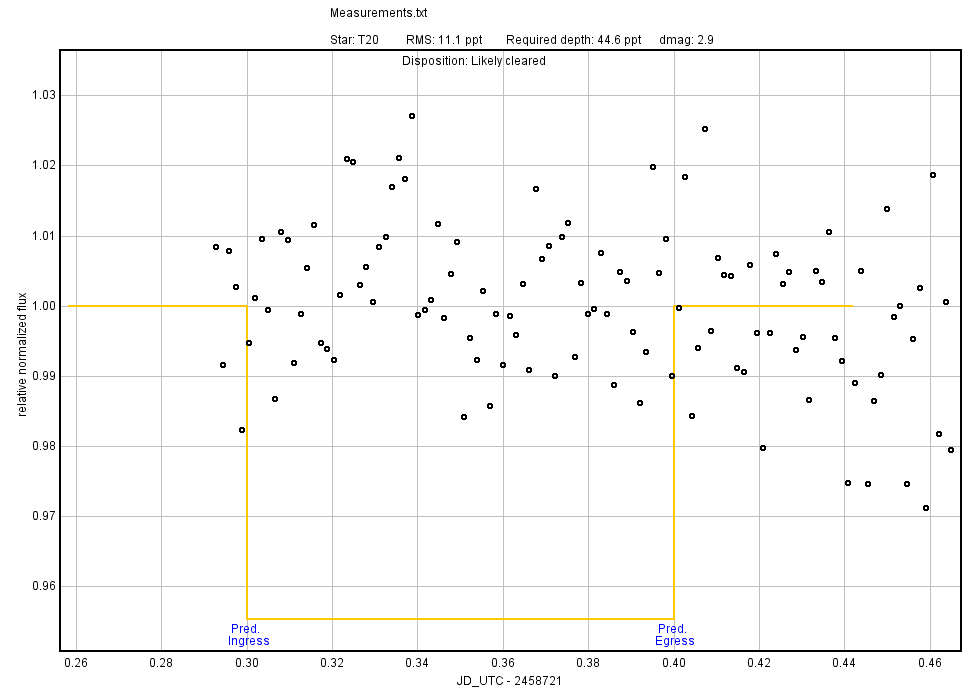 Measurements.txt
Star: T20 RMS: 11.1 ppt Required depth: 44.6 ppt dmag: 2.9
Disposition: Likely cleared
1.03
1.02
1.01
1.00
0.99
0.98
0.97
0.96
relative normalized flux
Pred.
Ingress
Pred.
Egress
0.26 0.28 0.30 0.32 0.34 0.36 0.38 0.40 0.42 0.44 0.46
JD_UTC - 2458721